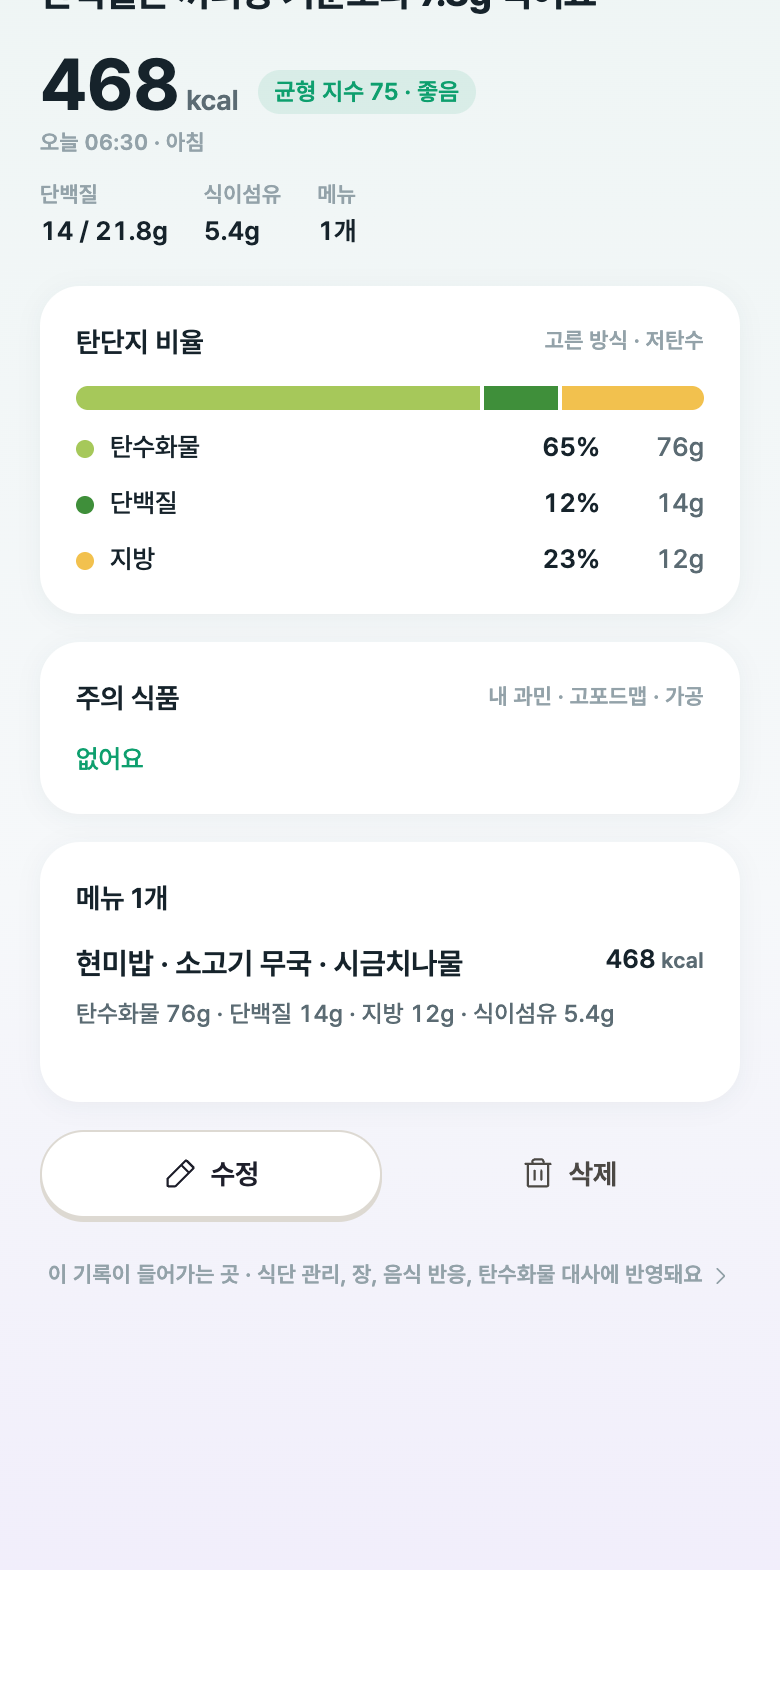 468 kcal 균형 지수 75 · 좋음
오늘 06:30 · 아침
단백질 식이섬유 메뉴
14 / 21.8g 5.4g 1개
탄단지 비율 고른 방식 · 저탄수
탄수화물 65% 76g
단백질 12% 14g
지방 23% 12g
주의 식품 내 과민 · 고포드맵 · 가공
없어요
메뉴 1개
현미밥 · 소고기 무국 · 시금치나물 468 kcal
탄수화물 76g · 단백질 14g · 지방 12g · 식이섬유 5.4g
수정 삭제
이 기록이 들어가는 곳 · 식단 관리, 장, 음식 반응, 탄수화물 대사에 반영돼요